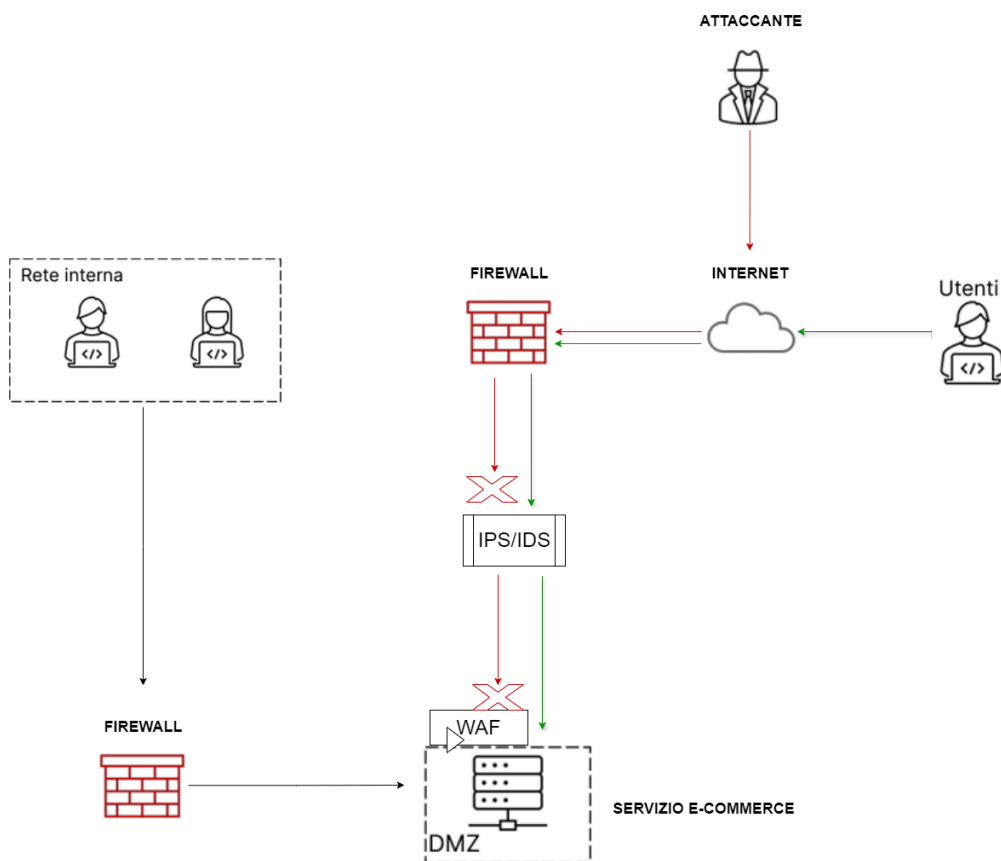 ATTACCANTE
Rete interna
FIREWALL
INTERNET
Utenti
</>
</>
</>
IPS/IDS
WAF
FIREWALL
SERVIZIO E-COMMERCE
DMZ